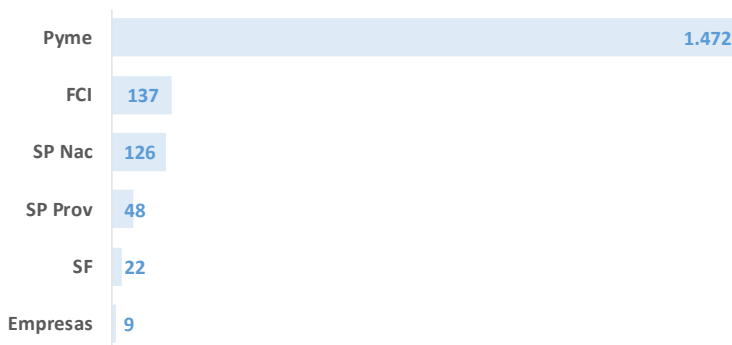 Pyme 1.472
FCI 137
SP Nac 126
SP Prov 48
SF 22
Empresas 9